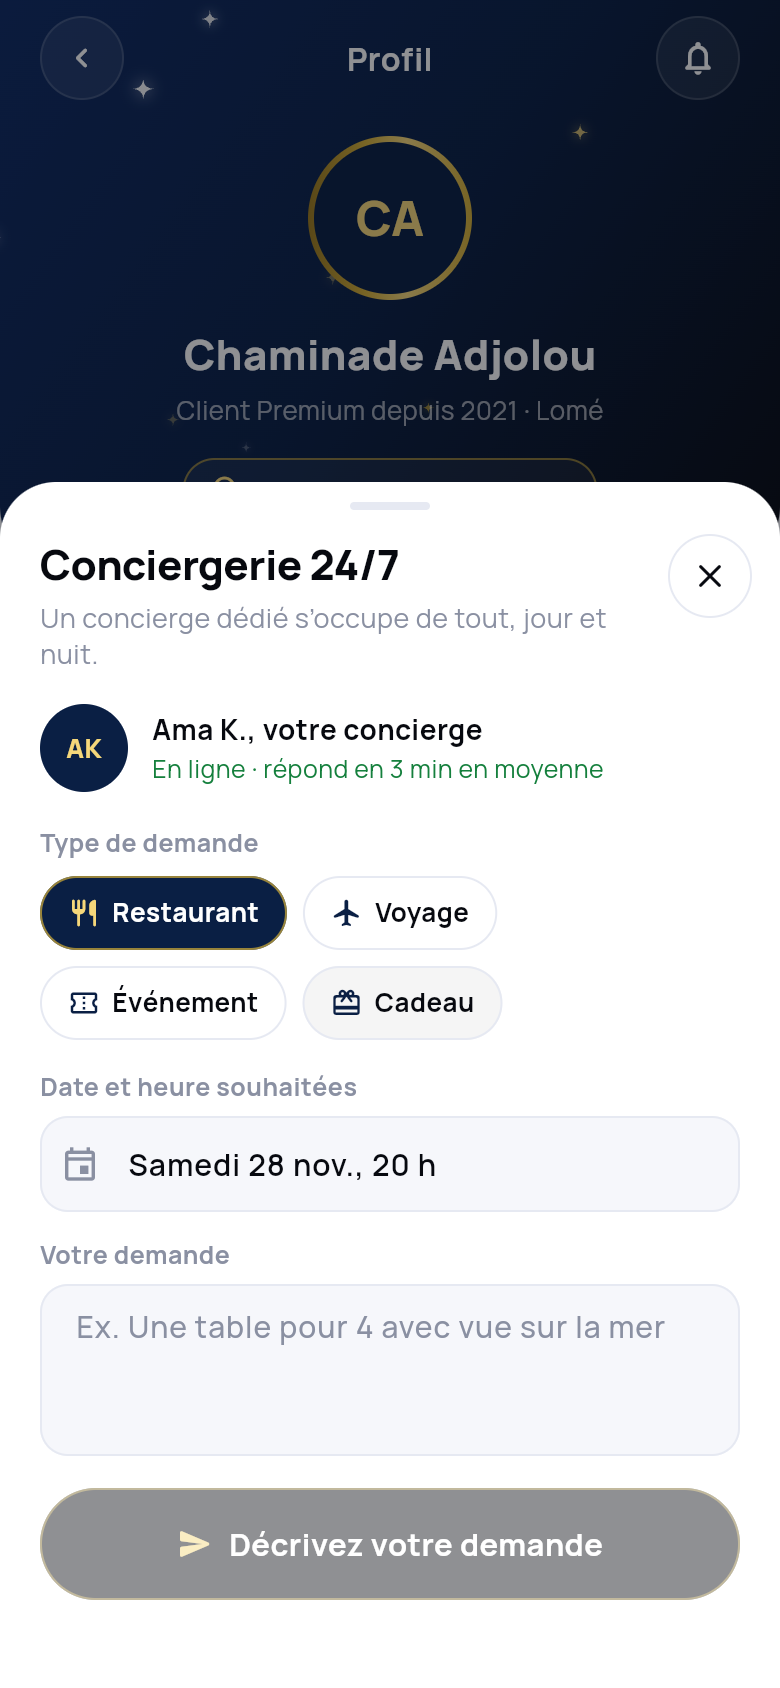 Profil
CA
Chaminade Adjolou
Client Premium depuis 2021 · Lomé
Conciergerie 24/7
Un concierge dédié s’occupe de tout, jour et
nuit.
AK
Ama K., votre concierge
En ligne · répond en 3 min en moyenne
Type de demande
Restaurant
Voyage
Événement
Cadeau
Date et heure souhaitées
Samedi 28 nov., 20 h
Votre demande
Ex. Une table pour 4 avec vue sur la mer
Décrivez votre demande